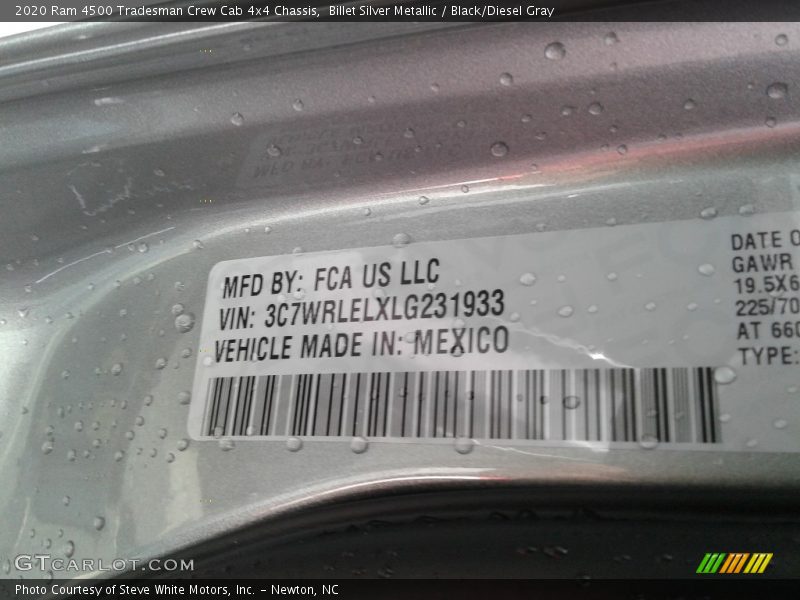 2020 Ram 4500 Tradesman Crew Cab 4x4 Chassis, Billet Silver Metallic / Black/Diesel Gray
MFD BY: FCA US LLC
VIN: 3C7WRLELXLG231933
VEHICLE MADE IN: MEXICO
DATE O
GAWR
19.5X6
225/70
AT 660
TYPE:
GTCARLOT.COM
Photo Courtesy of Steve White Motors, Inc. – Newton, NC